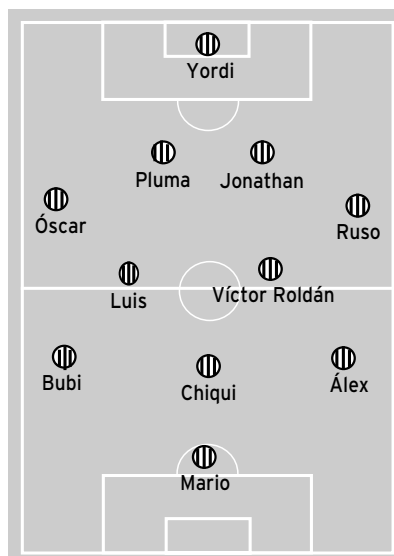 Yordi
Pluma
Jonathan
Óscar
Ruso
Luis
Víctor Roldán
Bubi
Chiqui
Álex
Mario